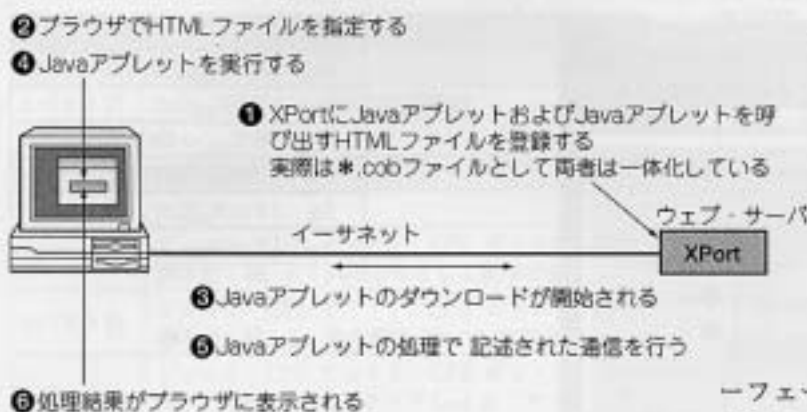 ❷ブラウザでHTMLファイルを指定する
❹Javaアプレットを実行する
❶XPortにJavaアプレットおよびJavaアプレットを呼
び出すHTMLファイルを登録する
実際は*.cobファイルとして両者は一体化している
ウェブ・サーバ
イーサネット
XPort
❸Javaアプレットのダウンロードが開始される
❺Javaアプレットの処理で 記述された通信を行う
❻処理結果がブラウザに表示される
ーフェ